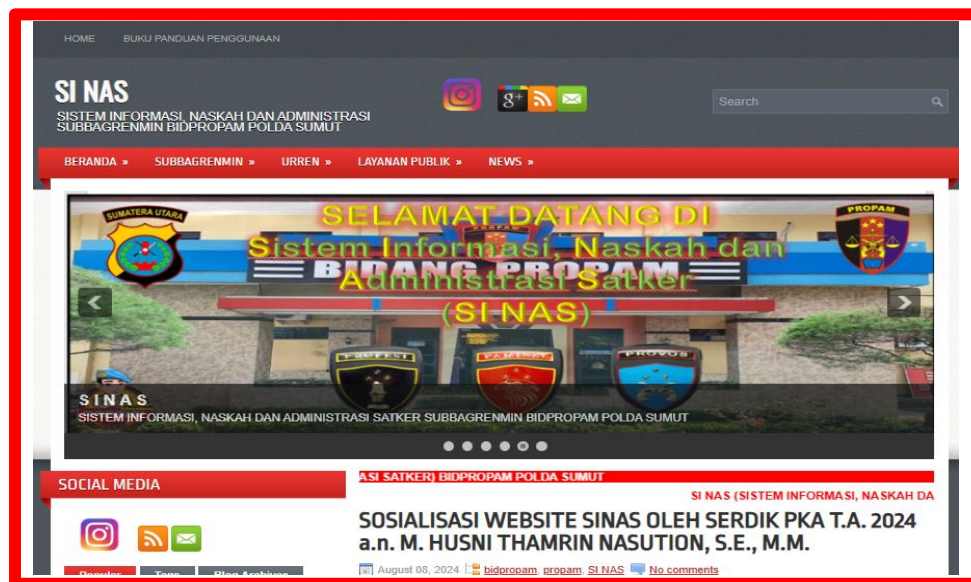 HOME BUKU PANDUAN PENGGUNAAN
SI NAS
SISTEM INFORMASI, NASKAH DAN ADMINISTRASI
SUBBAGRENMIN BIDPROPAM POLDA SUMUT
g+
Search
BERANDA » SUBBAGRENMIN » URREN » LAYANAN PUBLIK » NEWS »
SUMATERA UTARA
PROPAM
SELAMAT DATANG DI
Sistem Informasi, Naskah dan
BIDANG PROPAM
Administrasi Satker
(SI NAS)
PROVOS
S I N A S
SISTEM INFORMASI, NASKAH DAN ADMINISTRASI SATKER SUBBAGRENMIN BIDPROPAM POLDA SUMUT
SOCIAL MEDIA
ASI SATKER) BIDPROPAM POLDA SUMUT
SI NAS (SISTEM INFORMASI, NASKAH DA
SOSIALISASI WEBSITE SINAS OLEH SERDIK PKA T.A. 2024
a.n. M. HUSNI THAMRIN NASUTION, S.E., M.M.
August 08, 2024 bidpropam, propam, SI NAS No comments
Popular Tags Blog Archives